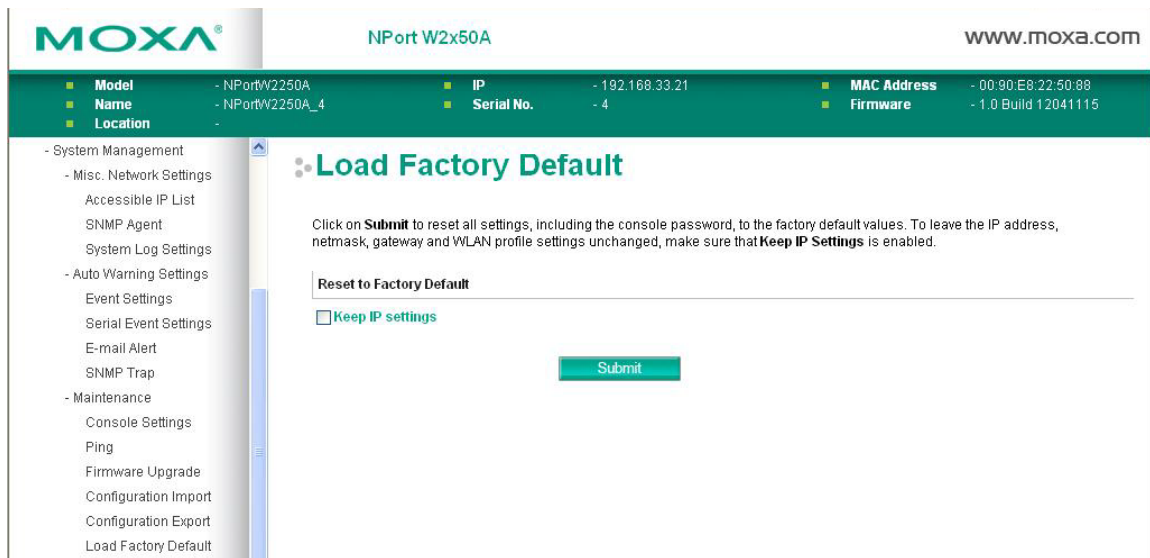 MOXA®
NPort W2x50A
www.moxa.com
Model - NPortW2250A
IP - 192.168.33.21
MAC Address - 00:90:E8:22:50:88
Name - NPortW2250A_4
Serial No. - 4
Firmware - 1.0 Build 12041115
Location -
- System Management
- Misc. Network Settings
Accessible IP List
SNMP Agent
System Log Settings
- Auto Warning Settings
Event Settings
Serial Event Settings
E-mail Alert
SNMP Trap
- Maintenance
Console Settings
Ping
Firmware Upgrade
Configuration Import
Configuration Export
Load Factory Default
Load Factory Default
Click on Submit to reset all settings, including the console password, to the factory default values. To leave the IP address,
netmask, gateway and WLAN profile settings unchanged, make sure that Keep IP Settings is enabled.
Reset to Factory Default
Keep IP settings
Submit